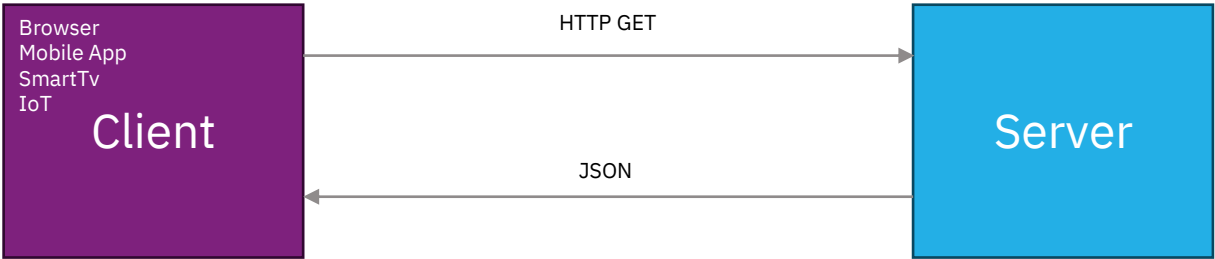 Browser
Mobile App
SmartTv
IoT
Client
HTTP GET
JSON
Server